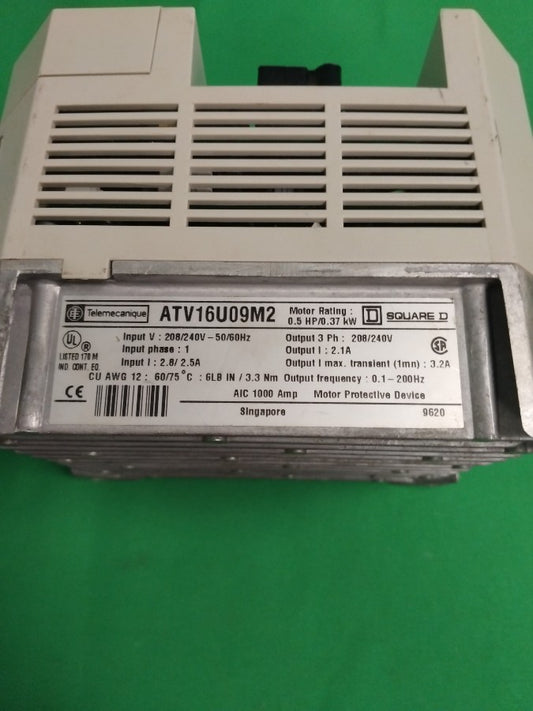 Telemecanique ATV16U09M2 Motor Rating : 0.5 HP/0.37 kW D SQUARE D
UL ® LISTED 179 M IND. CONT. EQ.
Input V : 208/240V – 50/60Hz Output 3 Ph : 208/240V
Input phase : 1 Output I : 2.1A
Input I : 2.8/ 2.5A Output I max. transient (1mn) : 3.2A
CU AWG 12 : 60/75°C : 6LB IN / 3.3 Nm Output frequency : 0.1 – 200Hz
CE AIC 1000 Amp Motor Protective Device
Singapore 9620